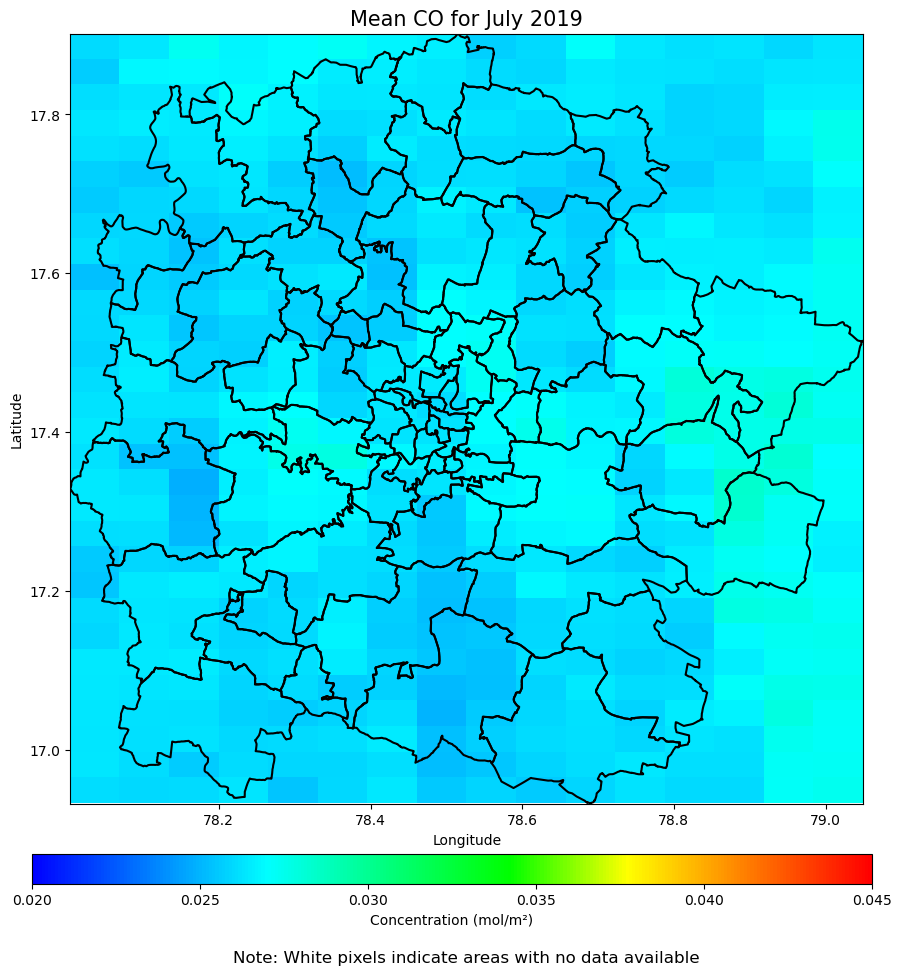 Mean CO for July 2019
17.8
17.6
17.4
17.2
17.0
Latitude
78.2 78.4 78.6 78.8 79.0
Longitude
0.020 0.025 0.030 0.035 0.040 0.045
Concentration (mol/m²)
Note: White pixels indicate areas with no data available